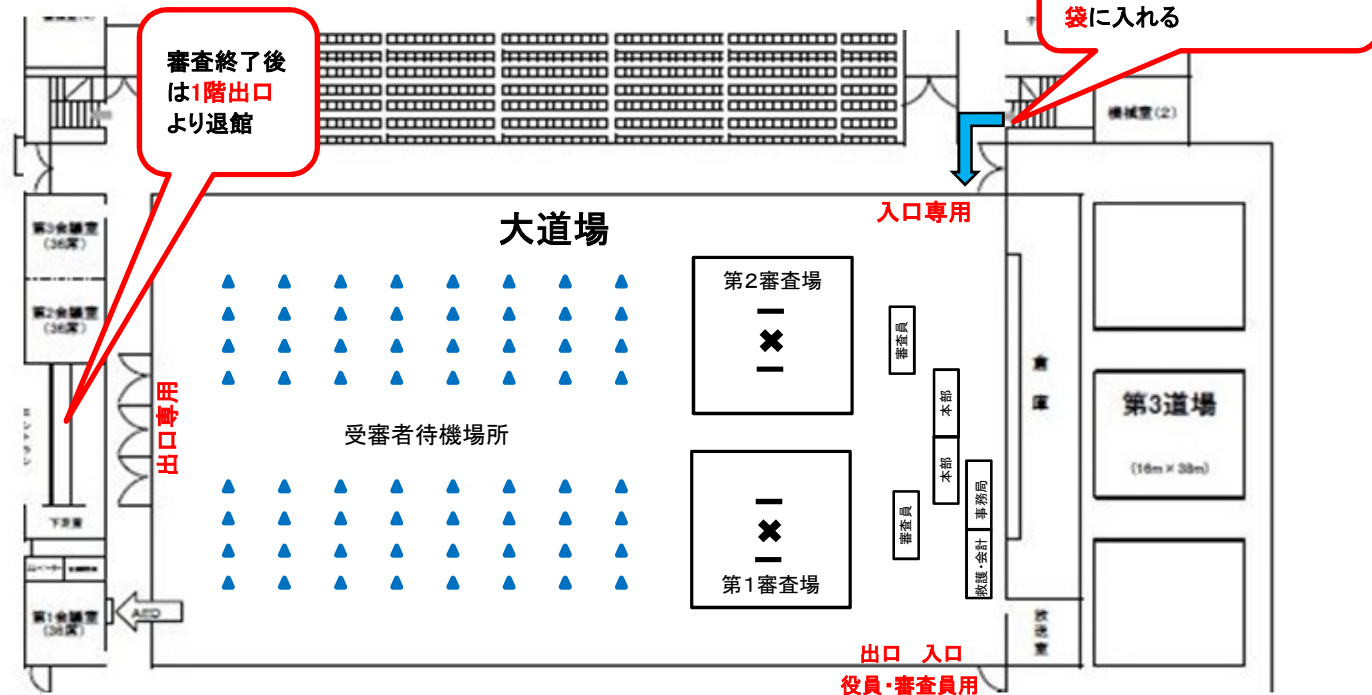 袋に入れる
審査終了後
は1階出口
より退館
機械室(2)
入口専用
大道場
第3会議室
(36席)
第2会議室
(36席)
第2審査場
審査員
倉庫
本部
第3道場
(16m×38m)
出口専用
受審者待機場所
本部
事務局
審査員
救護・会計
第1審査場
AED
第1会議室
(36席)
放送室
出口 入口
役員・審査員用